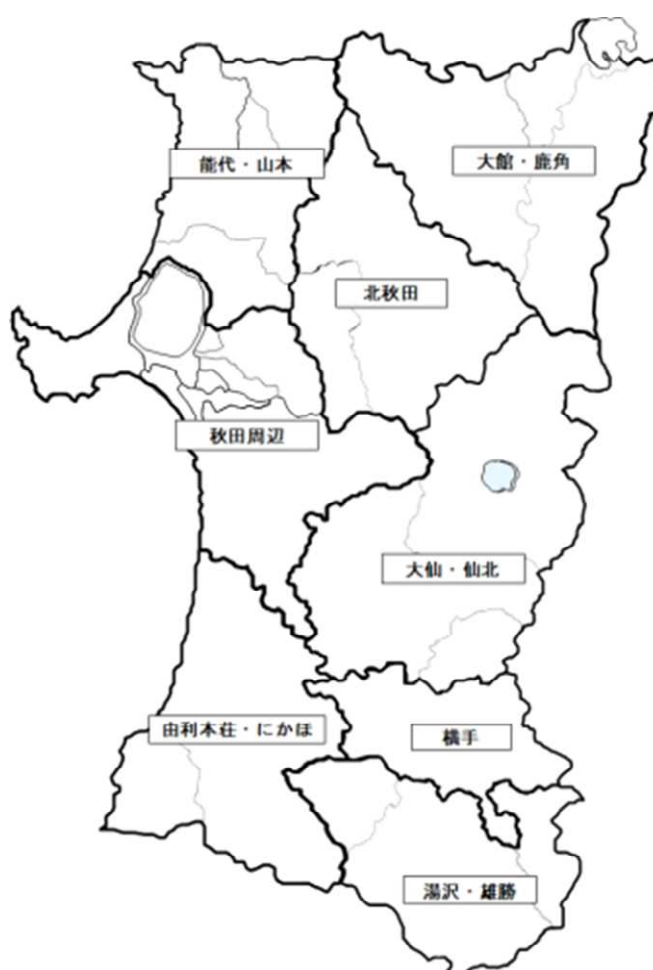 能代・山本
大館・鹿角
北秋田
秋田周辺
大仙・仙北
由利本荘・にかほ
横手
湯沢・雄勝